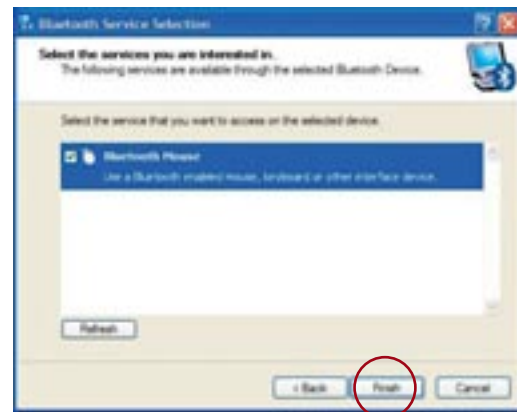 Bluetooth Service Selection
Select the services you are interested in.
The following services are available through the selected Bluetooth Device.
Select the service that you want to access on the selected device.
Bluetooth Mouse
Use a Bluetooth enabled mouse, keyboard or other interface device.
Refresh
< Back Finish Cancel